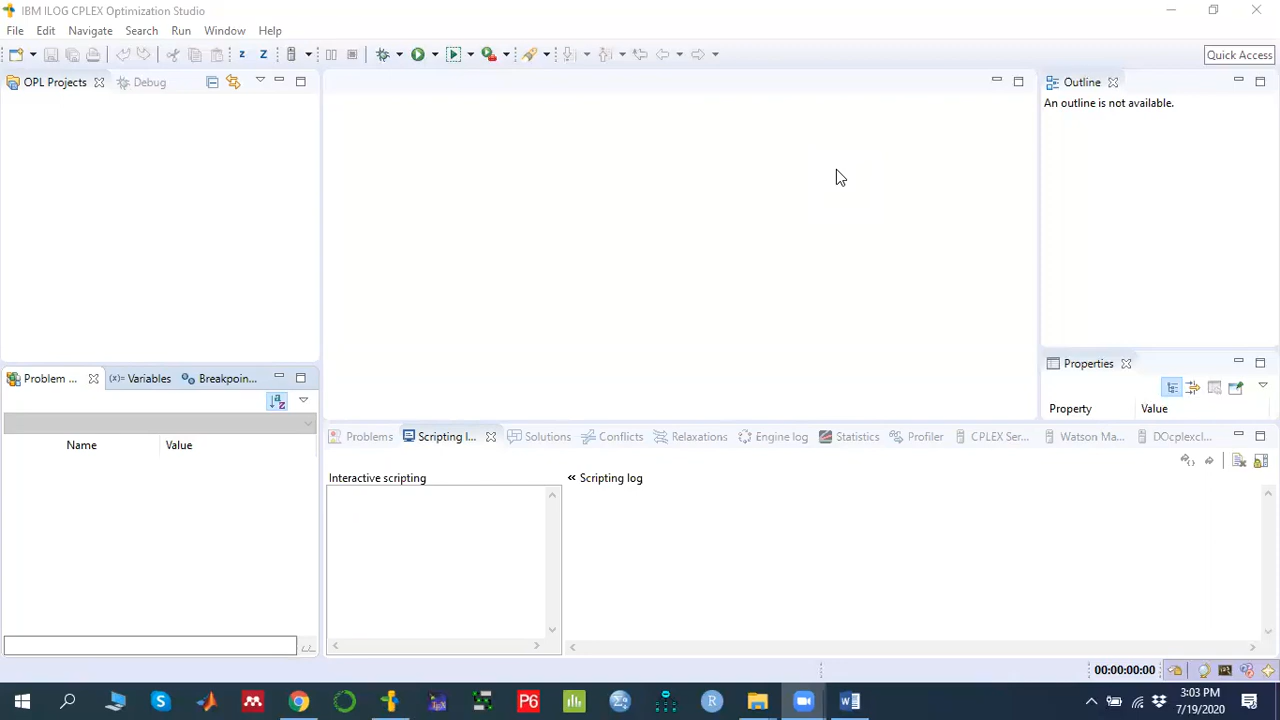 IBM ILOG CPLEX Optimization Studio
File Edit Navigate Search Run Window Help
Quick Access
OPL Projects Debug
Outline
An outline is not available.
Problem ... (x)= Variables Breakpoin...
Properties
Property Value
Name Value
Problems Scripting l... Solutions Conflicts Relaxations Engine log Statistics Profiler CPLEX Ser... Watson Ma... DOcplexcl...
Interactive scripting
« Scripting log
00:00:00:00
P6
R
3:03 PM
7/19/2020